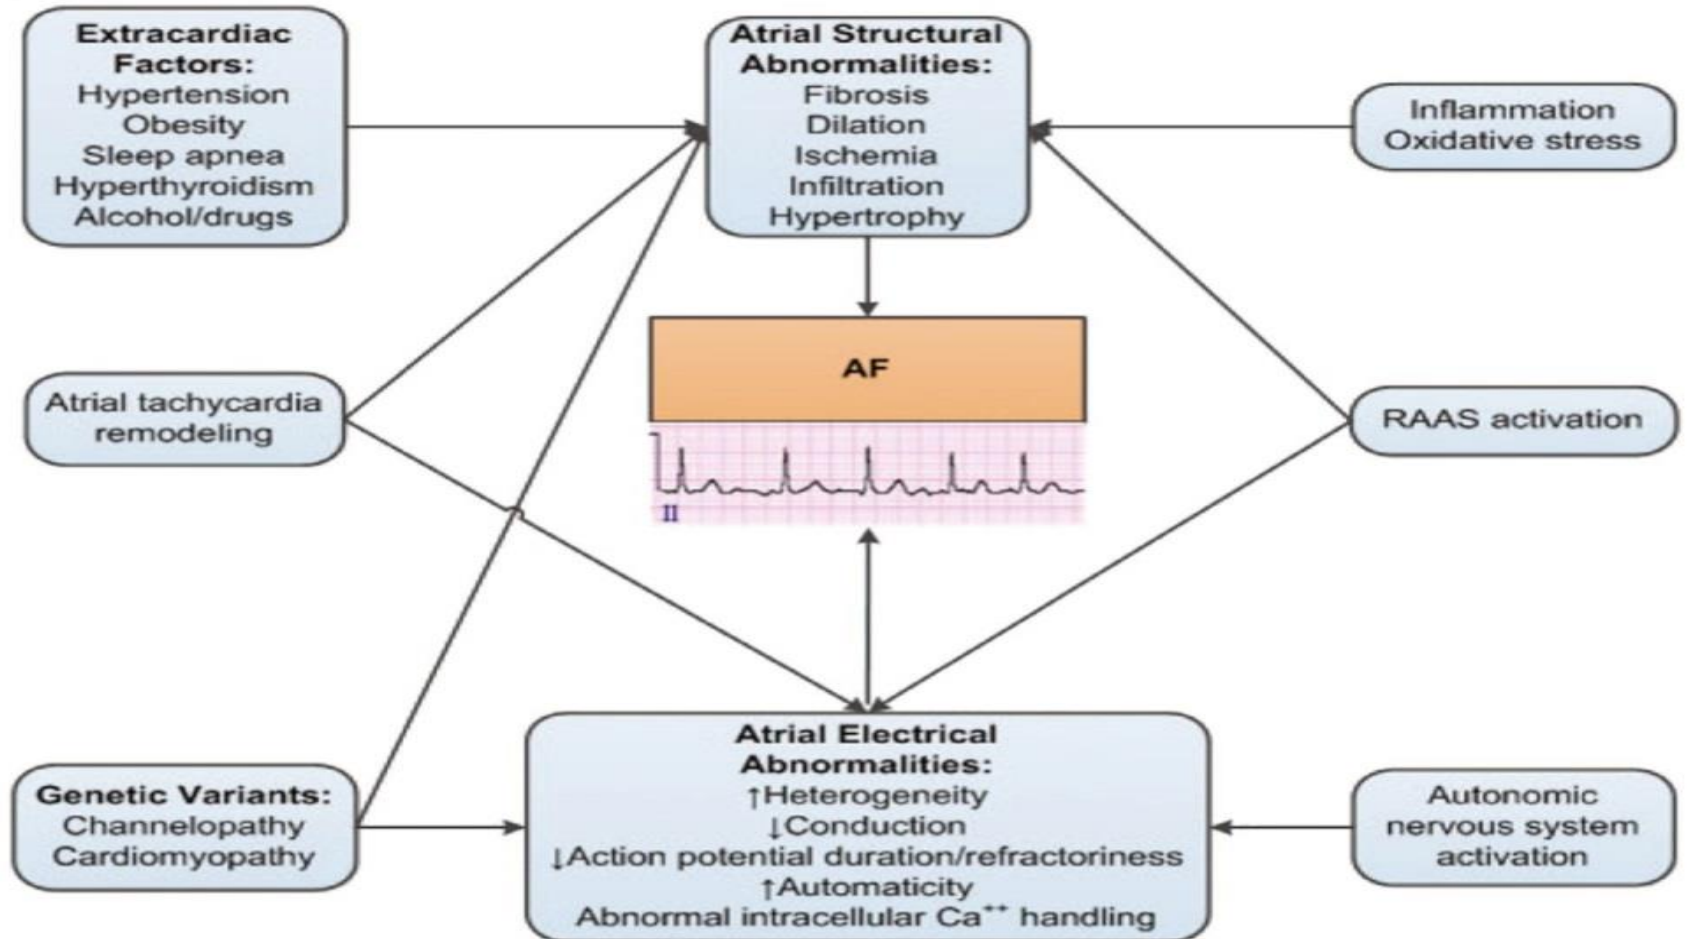 Extracardiac
Factors:
Hypertension
Obesity
Sleep apnea
Hyperthyroidism
Alcohol/drugs
Atrial Structural
Abnormalities:
Fibrosis
Dilation
Ischemia
Infiltration
Hypertrophy
Inflammation
Oxidative stress
AF
Atrial tachycardia
remodeling
RAAS activation
II
Genetic Variants:
Channelopathy
Cardiomyopathy
Atrial Electrical
Abnormalities:
↑Heterogeneity
↓Conduction
↓Action potential duration/refractoriness
↑Automaticity
Abnormal intracellular Ca⁺⁺ handling
Autonomic
nervous system
activation